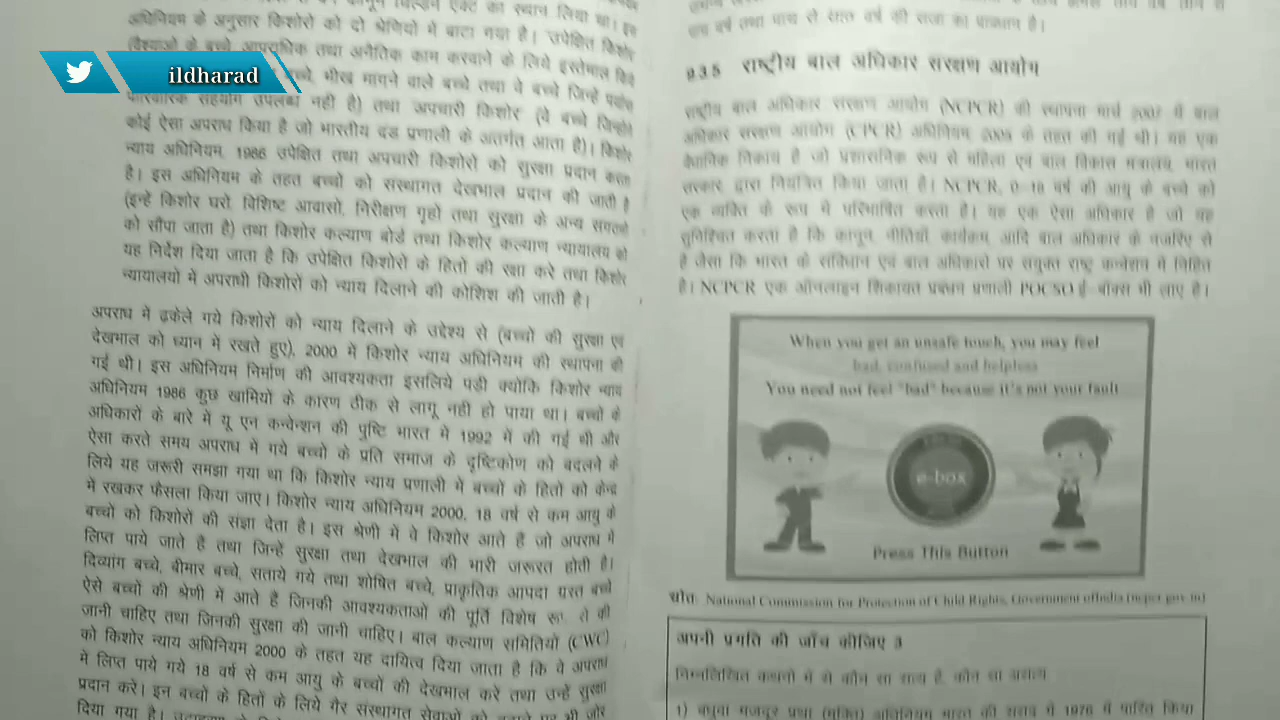 ildharad
अधिनियम के अनुसार किशोरों को दो श्रेणियों में बाटा गया है। उपेक्षित किशोर
(वेश्याओं के बच्चे, आपराधिक तथा अनैतिक काम करवाने के लिये इस्तेमाल किये
बच्चे, भीख मागने वाले बच्चे तथा वे बच्चे जिन्हें पर्याप्त
पारिवारिक सहयोग उपलब्ध नही है) तथा अपचारी किशोर (वे बच्चे जिन्होंने
कोई ऐसा अपराध किया है जो भारतीय दंड प्रणाली के अंतर्गत आता है)। किशोर
न्याय अधिनियम, 1986 उपेक्षित तथा अपचारी किशोरों को सुरक्षा प्रदान करता
है। इस अधिनियम के तहत बच्चों को संस्थागत देखभाल प्रदान की जाती है
(इन्हें किशोर घरों, विशिष्ट आवासो, निरीक्षण गृहों तथा सुरक्षा के अन्य संगठनों
को सौंपा जाता है) तथा किशोर कल्याण बोर्ड तथा किशोर कल्याण न्यायालय को
यह निर्देश दिया जाता है कि उपेक्षित किशोरों के हितों की रक्षा करे तथा किशोर
न्यायालयों में अपराधी किशोरों को न्याय दिलाने की कोशिश की जाती है।
अपराध में ढकेले गये किशोरों को न्याय दिलाने के उद्देश्य से (बच्चों की सुरक्षा एवं
देखभाल को ध्यान में रखते हुए), 2000 में किशोर न्याय अधिनियम की स्थापना की
गई थी। इस अधिनियम निर्माण की आवश्यकता इसलिये पड़ी क्योंकि किशोर न्याय
अधिनियम 1986 कुछ खामियों के कारण ठीक से लागू नही हो पाया था। बच्चों के
अधिकारों के बारे में यू एन कन्वेन्शन की पुष्टि भारत में 1992 में की गई थी और
ऐसा करते समय अपराध में गये बच्चों के प्रति समाज के दृष्टिकोण को बदलने के
लिये यह जरूरी समझा गया था कि किशोर न्याय प्रणाली में बच्चों के हितों को केन्द्र
में रखकर फैसला किया जाए। किशोर न्याय अधिनियम 2000, 18 वर्ष से कम आयु के
बच्चों को किशोरों की संज्ञा देता है। इस श्रेणी में वे किशोर आते हैं जो अपराध में
लिप्त पाये जाते हैं तथा जिन्हें सुरक्षा तथा देखभाल की भारी जरूरत होती है।
दिव्यांग बच्चे, बीमार बच्चे, सताये गये तथा शोषित बच्चे, प्राकृतिक आपदा ग्रस्त बच्चे
ऐसे बच्चों की श्रेणी में आते हैं जिनकी आवश्यकताओं की पूर्ति विशेष से की
जानी चाहिए तथा जिनकी सुरक्षा की जानी चाहिए। बाल कल्याण समितियों (CWC)
को किशोर न्याय अधिनियम 2000 के तहत यह दायित्व दिया जाता है कि वे अपराध
में लिप्त पाये गये 18 वर्ष से कम आयु के बच्चों की देखभाल करें तथा उन्हें सुरक्षा
प्रदान करें। इन बच्चों के हितों के लिये गैर संस्थागत सेवाओं को
दिया गया है।
पाच वर्ष तथा पाच से सात वर्ष की सजा का प्रावधान है।
9.3.5 राष्ट्रीय बाल अधिकार संरक्षण आयोग
राष्ट्रीय बाल अधिकार संरक्षण आयोग (NCPCR) की स्थापना मार्च 2007 में बाल
अधिकार संरक्षण आयोग (CPCR) अधिनियम, 2005 के तहत की गई थी। यह एक
वैधानिक निकाय है जो प्रशासनिक रूप से महिला एवं बाल विकास मंत्रालय, भारत
सरकार द्वारा नियंत्रित किया जाता है। NCPCR, 0-18 वर्ष की आयु के बच्चे को
एक व्यक्ति के रूप में परिभाषित करता है। यह एक ऐसा अधिकार है जो यह
सुनिश्चित करता है कि कानून, नीतियाँ, कार्यक्रम, आदि बाल अधिकार के नजरिए से
है जैसा कि भारत के संविधान एवं बाल अधिकारों पर संयुक्त राष्ट्र कन्वेंशन में निहित
है। NCPCR एक ऑनलाइन शिकायत प्रबंधन प्रणाली POCSO ई-बॉक्स भी लाए है।
When you get an unsafe touch, you may feel
bad, confused and helpless
You need not feel "bad" because it's not your fault
e-box
Press This Button
स्रोत: National Commission for Protection of Child Rights, Government ofIndia (ncpcr.gov.in)
अपनी प्रगति की जाँच कीजिए 3
निम्नलिखित कथनों में से कौन सा सत्य है, कौन सा असत्य
1) बंधुवा मजदूर प्रथा (मुक्ति) अधिनियम भारत की संसद में 1976 में पारित किया